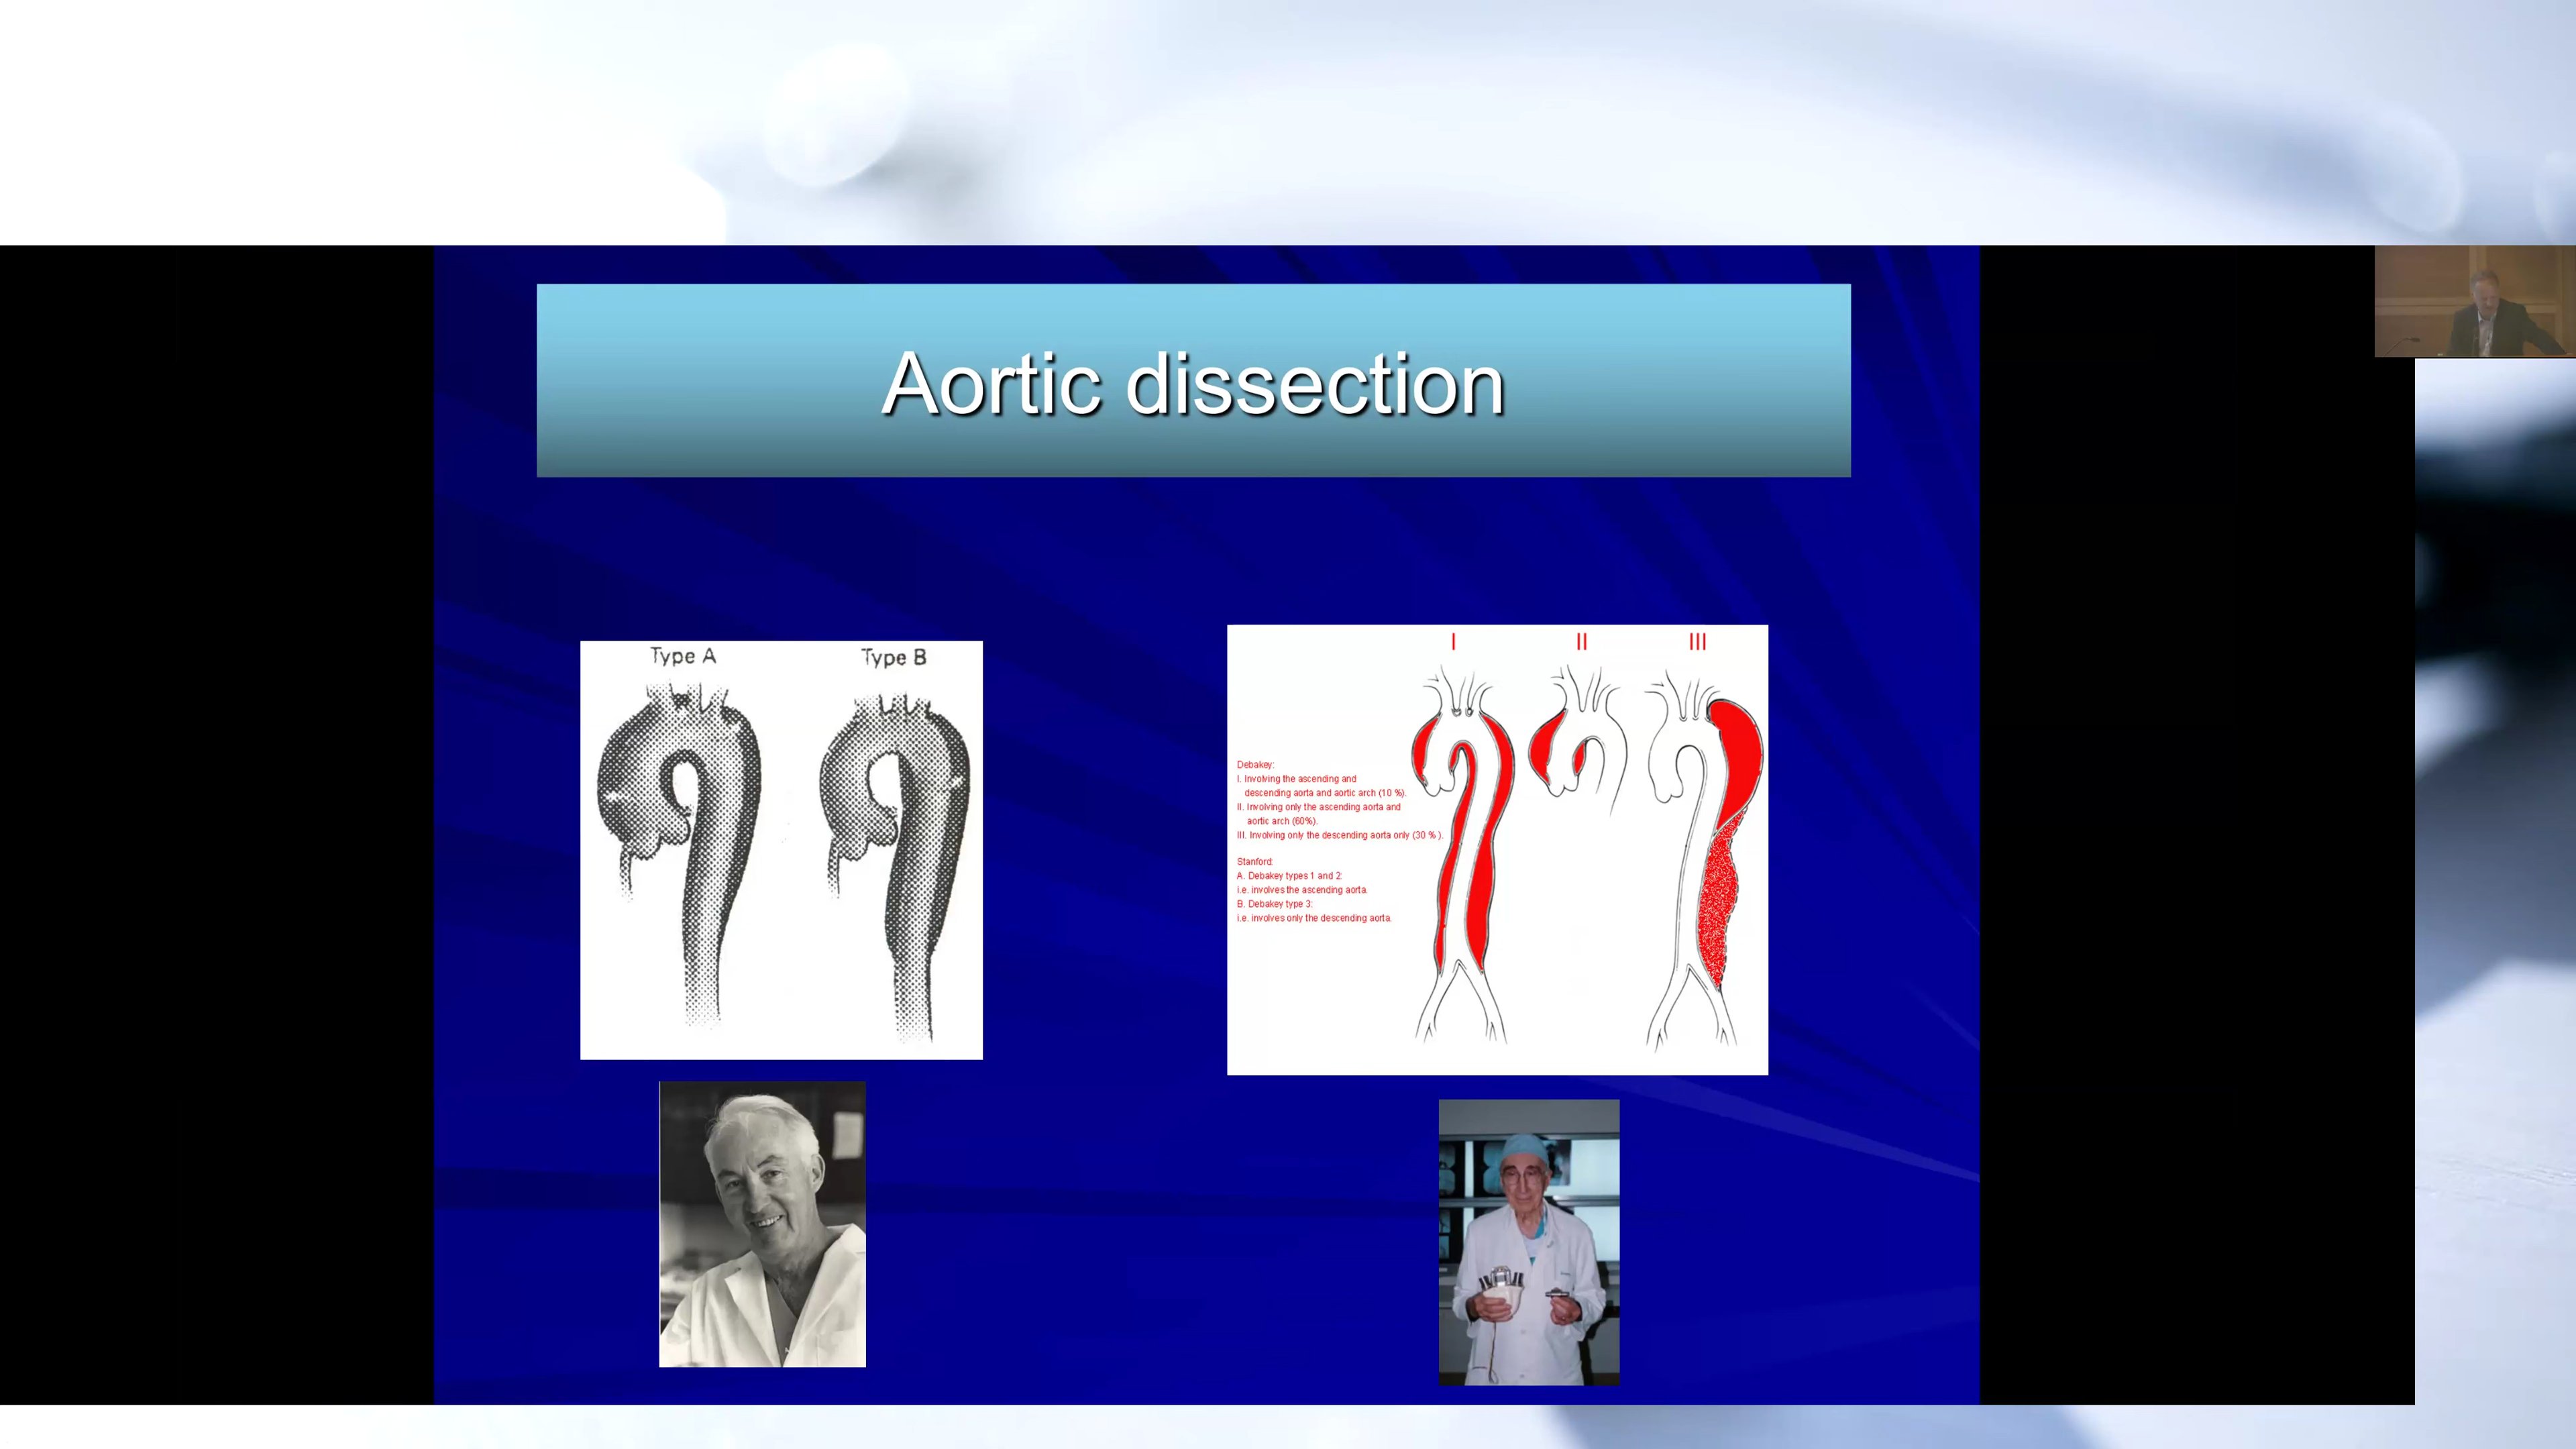 Aortic dissection
Type A Type B
I II III
Debakey:
I. Involving the ascending and
descending aorta and aortic arch (10 %).
II. Involving only the ascending aorta and
aortic arch (60%).
III. Involving only the descending aorta only (30 % ).
Stanford:
A. Debakey types 1 and 2:
i.e. involves the ascending aorta.
B. Debakey type 3:
i.e. involves only the descending aorta.